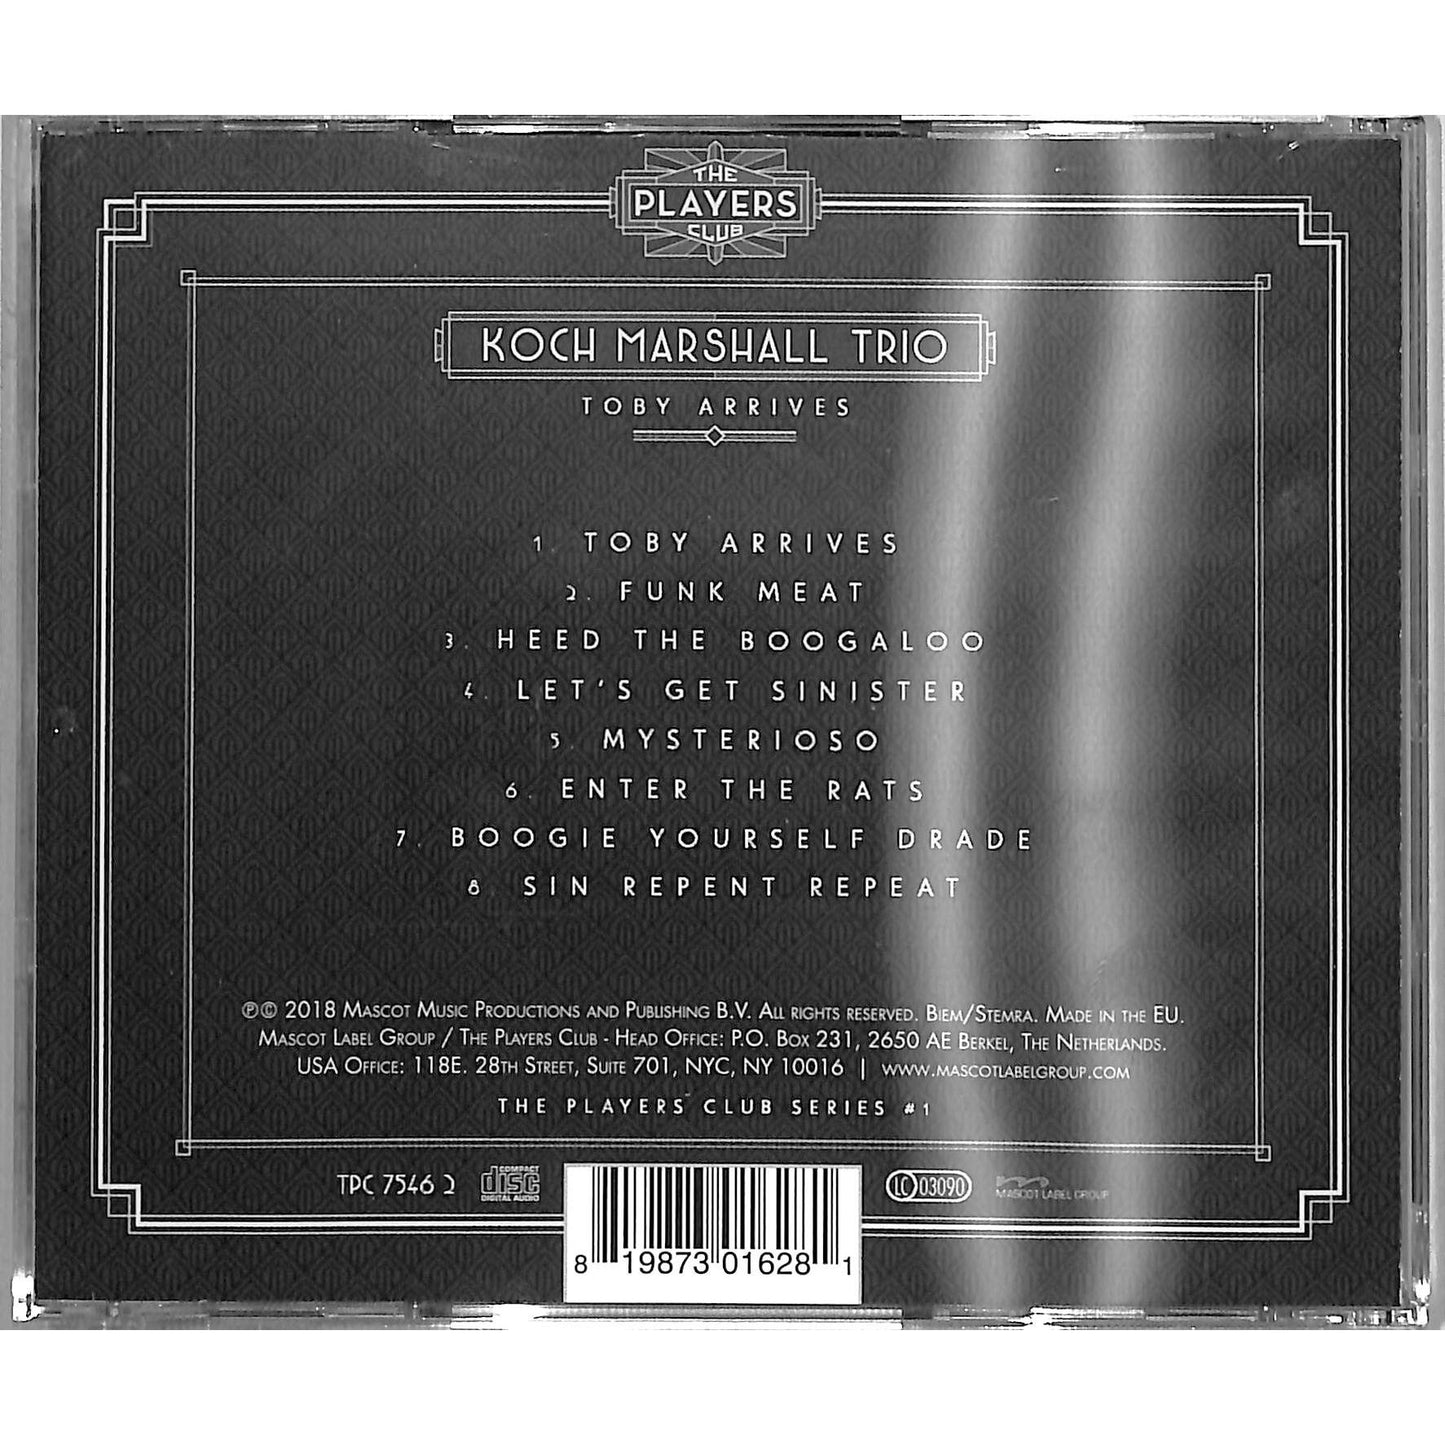 THE
PLAYERS
CLUB
KOCH MARSHALL TRIO
TOBY ARRIVES
1. TOBY ARRIVES
2. FUNK MEAT
3. HEED THE BOOGALOO
4. LET'S GET SINISTER
5. MYSTERIOSO
6. ENTER THE RATS
7. BOOGIE YOURSELF DRADE
8. SIN REPENT REPEAT
℗© 2018 MASCOT MUSIC PRODUCTIONS AND PUBLISHING B.V. ALL RIGHTS RESERVED. BIEM/STEMRA. MADE IN THE EU.
MASCOT LABEL GROUP / THE PLAYERS CLUB - HEAD OFFICE: P.O. BOX 231, 2650 AE BERKEL, THE NETHERLANDS.
USA OFFICE: 118E. 28TH STREET, SUITE 701, NYC, NY 10016 | WWW.MASCOTLABELGROUP.COM
THE PLAYERS CLUB SERIES #1
TPC 7546 2
COMPACT
disc
DIGITAL AUDIO
8 19873 01628 1
LC 03090
MASCOT LABEL GROUP